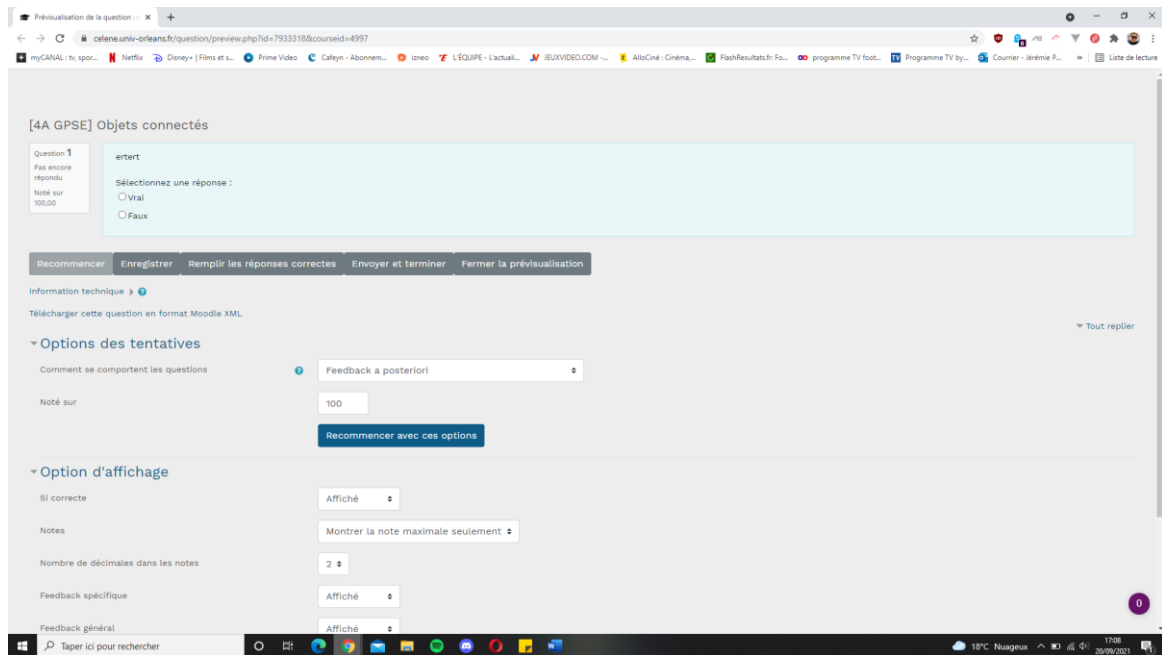 Prévisualisation de la question :
celene.univ-orleans.fr/question/preview.php?id=7933318&courseid=4997
myCANAL : tv, spor... Netflix Disney+ | Films et s... Prime Video Cafeyn - Abonnem... izneo L'ÉQUIPE - L'actuali... JEUXVIDEO.COM -... AlloCiné : Cinéma,... FlashResultats.fr: Fo... programme TV foot... Programme TV by... Courrier - Jérémie P... » Liste de lecture
[4A GPSE] Objets connectés
Question 1
Pas encore
répondu
Noté sur
100,00
ertert
Sélectionnez une réponse :
Vrai
Faux
Recommencer Enregistrer Remplir les réponses correctes Envoyer et terminer Fermer la prévisualisation
Information technique
Télécharger cette question en format Moodle XML
Tout replier
Options des tentatives
Comment se comportent les questions Feedback a posteriori
Noté sur 100
Recommencer avec ces options
Option d'affichage
Si correcte Affiché
Notes Montrer la note maximale seulement
Nombre de décimales dans les notes 2
Feedback spécifique Affiché
0
Feedback général Affiché
Taper ici pour rechercher 18°C Nuageux 17:08
20/09/2021